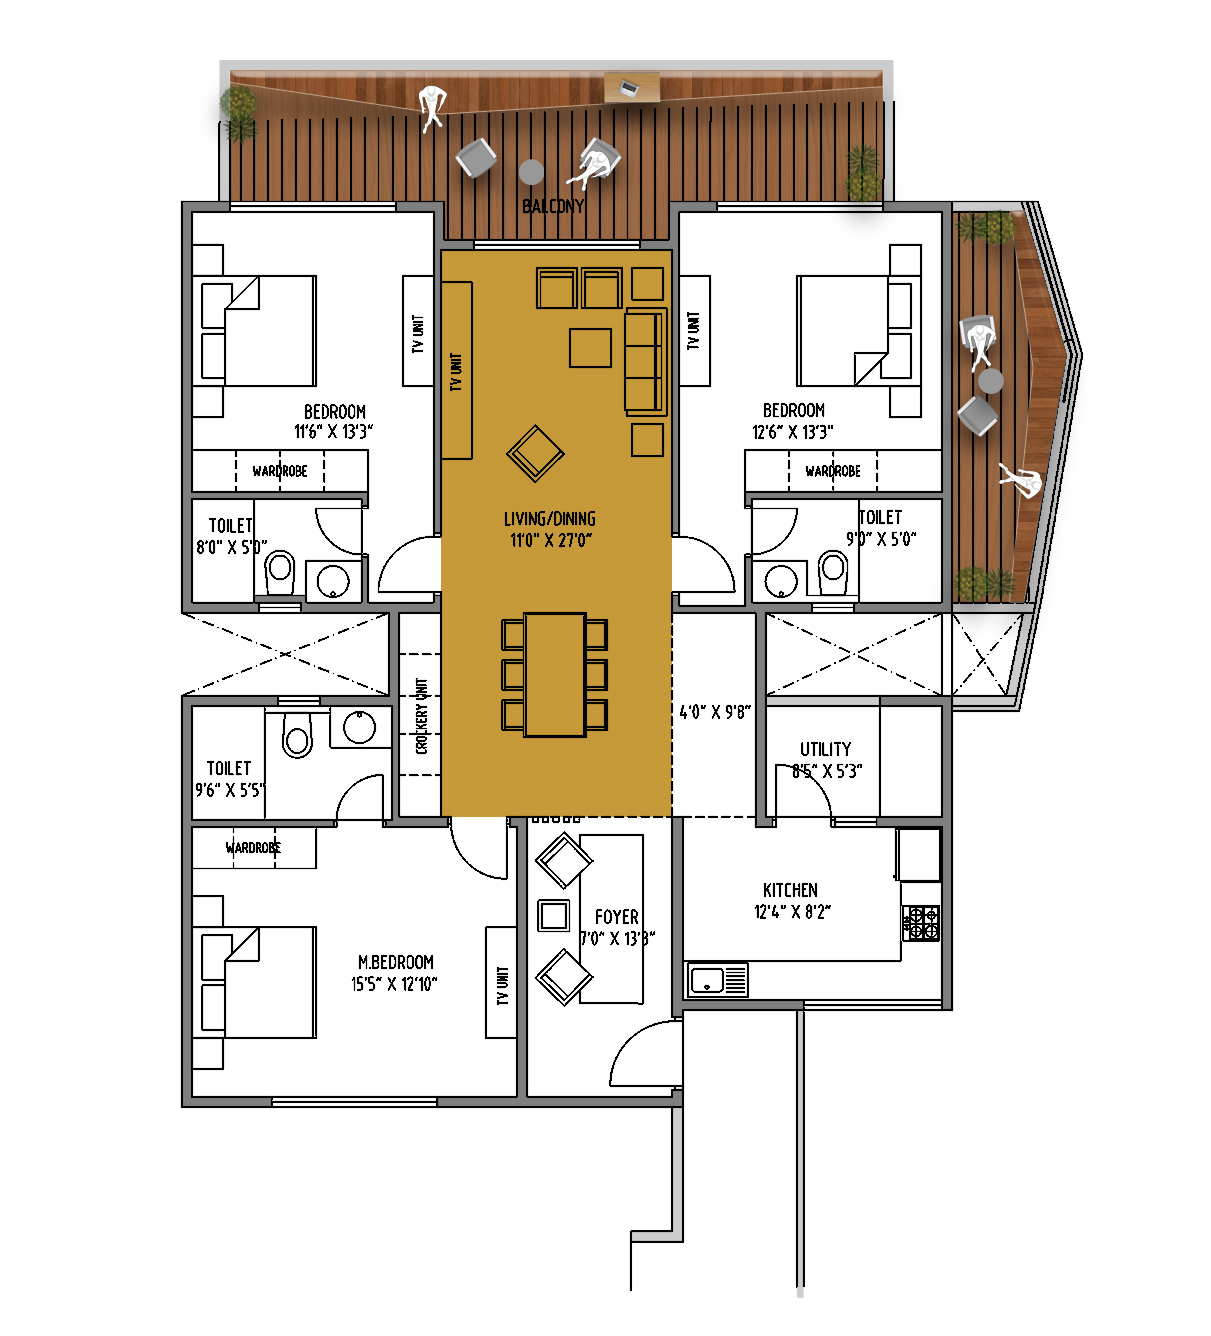 BALCONY
TV UNIT
TV UNIT
TV UNIT
BEDROOM
11'6" X 13'3"
BEDROOM
12'6" X 13'3"
WARDROBE
WARDROBE
TOILET
8'0" X 5'0"
LIVING/DINING
11'0" X 27'0"
TOILET
9'0" X 5'0"
CROCKERY UNIT
4'0" X 9'8"
UTILITY
8'5" X 5'3"
TOILET
9'6" X 5'5"
WARDROBE
KITCHEN
12'4" X 8'2"
FOYER
7'0" X 13'3"
M.BEDROOM
15'5" X 12'10"
TV UNIT